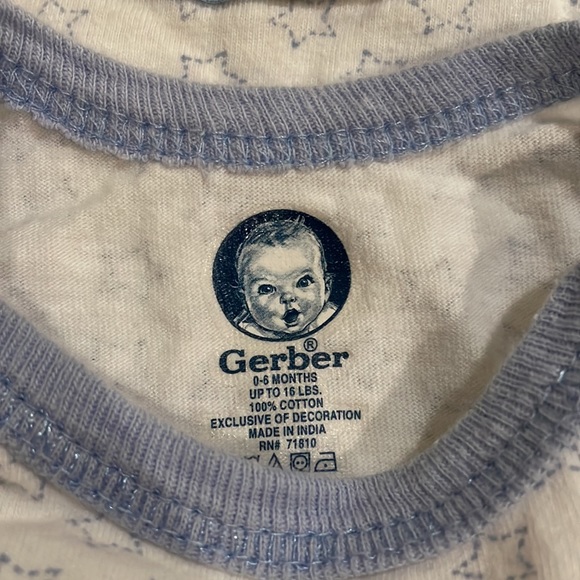 Gerber®
0-6 MONTHS
UP TO 16 LBS.
100% COTTON
EXCLUSIVE OF DECORATION
MADE IN INDIA
RN# 71810